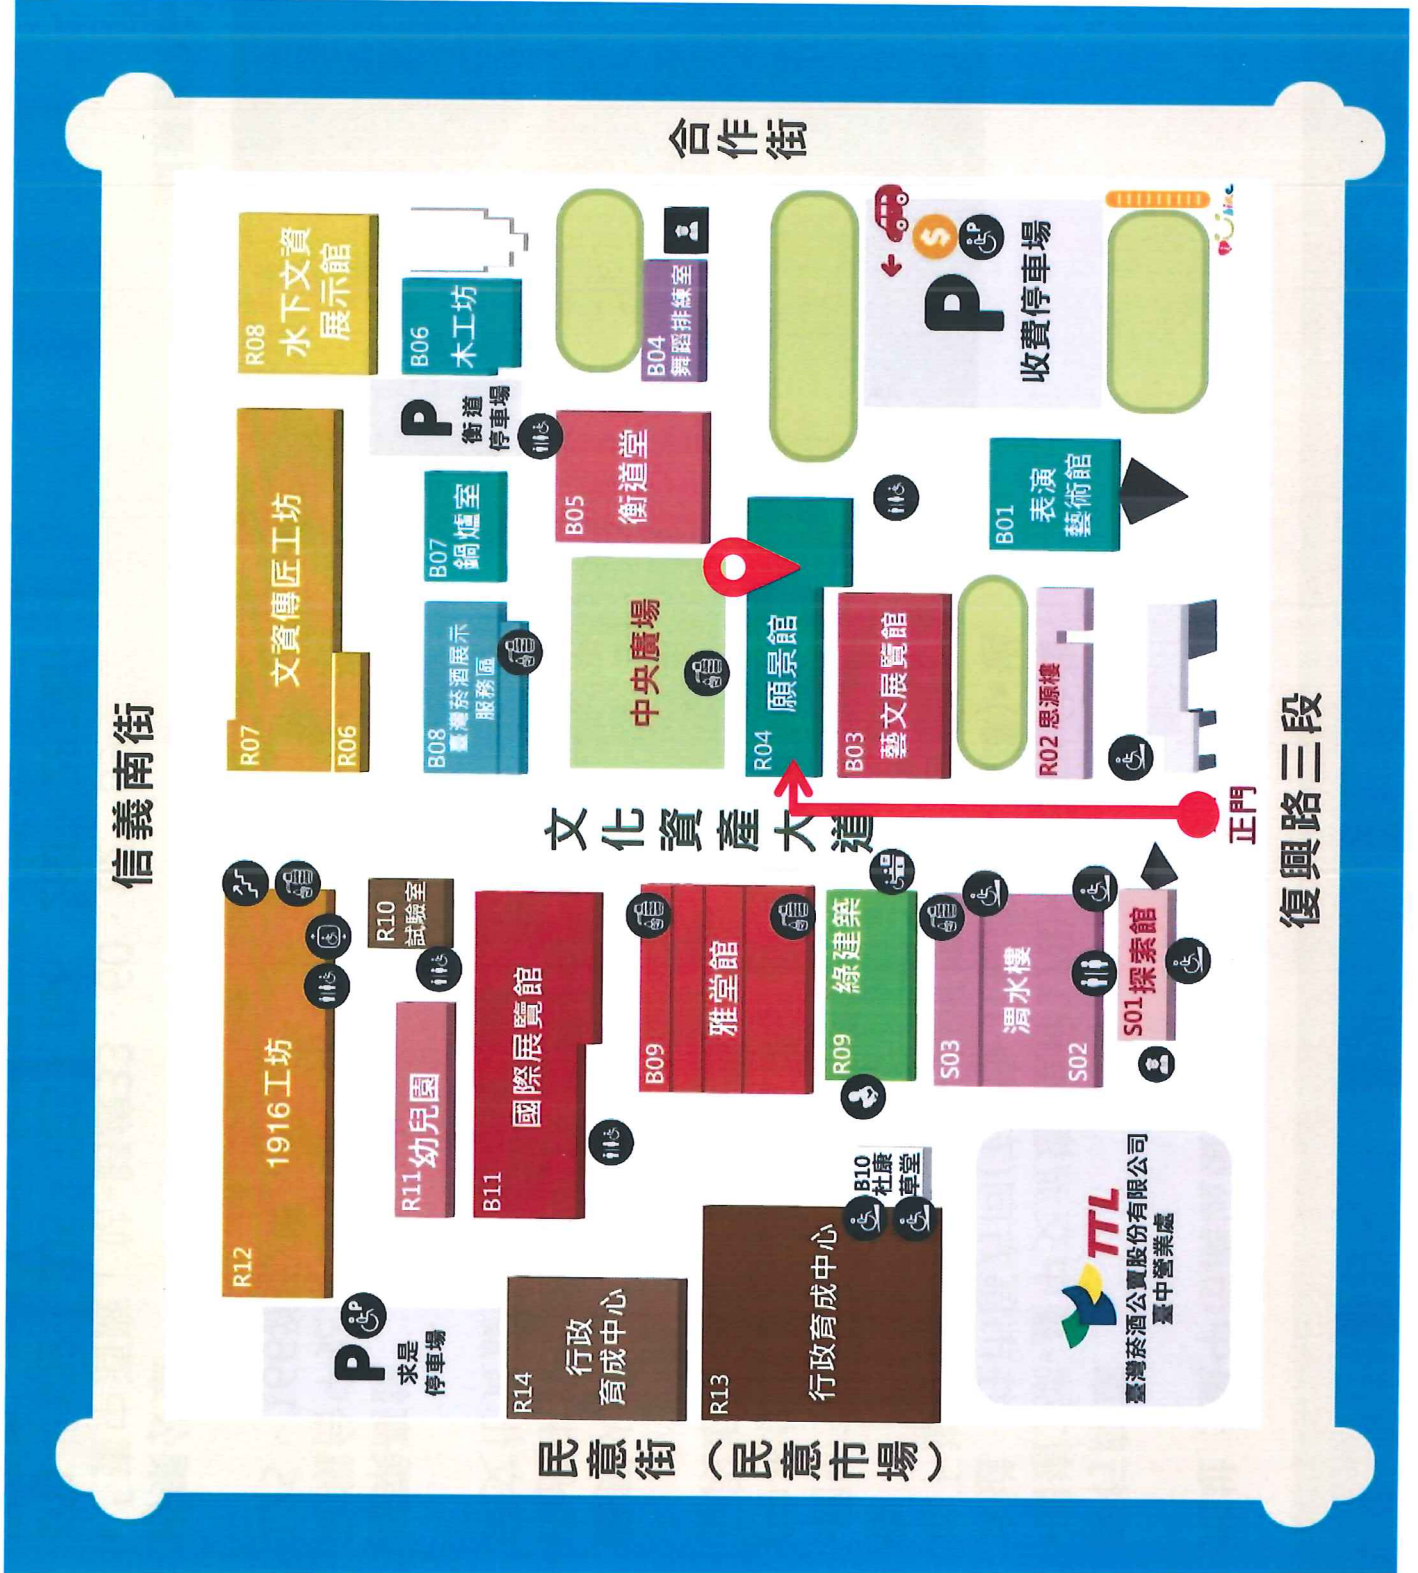 信義南街
民意街（民意市場）
合作街
復興路三段
P
求是
停車場
R12
1916工坊
R11 幼兒園
R10
試驗室
R14
行政
育成中心
B11
國際展覽館
R13
行政育成中心
B09
雅堂館
B10
杜康
草堂
R09
綠建築
S03
渭水樓
S02
S01 探索館
TTL
臺灣菸酒公賣股份有限公司
臺中營業處
文化資產大道
正門
R07
文資傳匠工坊
R06
R08
水下文資
展示館
B08
臺灣菸酒展示
服務區
B07
鍋爐室
P
衡道
停車場
B06
木工坊
中央廣場
B05
衡道堂
B04
舞蹈排練室
R04
願景館
B03
藝文展覽館
R02 思源樓
B01
表演
藝術館
$
P
P
收費停車場